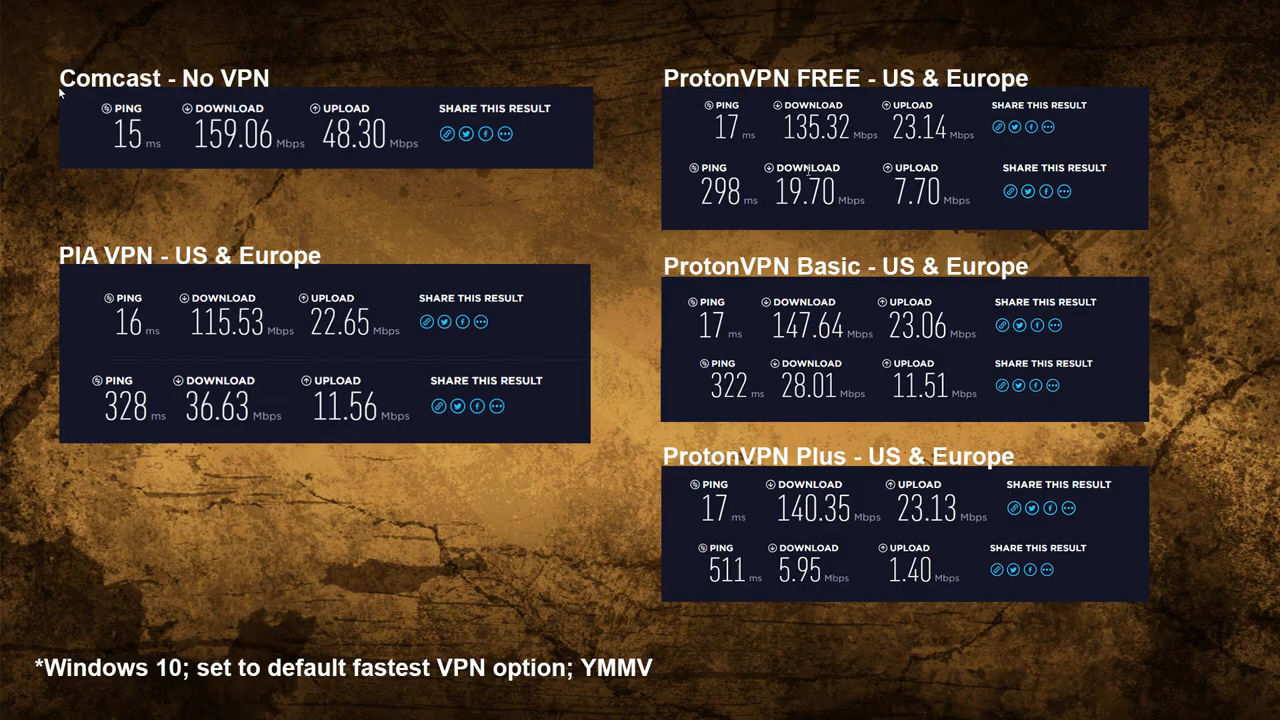 Comcast - No VPN
PING DOWNLOAD UPLOAD SHARE THIS RESULT
15 ms 159.06 Mbps 48.30 Mbps
PIA VPN - US & Europe
PING DOWNLOAD UPLOAD SHARE THIS RESULT
16 ms 115.53 Mbps 22.65 Mbps
PING DOWNLOAD UPLOAD SHARE THIS RESULT
328 ms 36.63 Mbps 11.56 Mbps
ProtonVPN FREE - US & Europe
PING DOWNLOAD UPLOAD SHARE THIS RESULT
17 ms 135.32 Mbps 23.14 Mbps
PING DOWNLOAD UPLOAD SHARE THIS RESULT
298 ms 19.70 Mbps 7.70 Mbps
ProtonVPN Basic - US & Europe
PING DOWNLOAD UPLOAD SHARE THIS RESULT
17 ms 147.64 Mbps 23.06 Mbps
PING DOWNLOAD UPLOAD SHARE THIS RESULT
322 ms 28.01 Mbps 11.51 Mbps
ProtonVPN Plus - US & Europe
PING DOWNLOAD UPLOAD SHARE THIS RESULT
17 ms 140.35 Mbps 23.13 Mbps
PING DOWNLOAD UPLOAD SHARE THIS RESULT
511 ms 5.95 Mbps 1.40 Mbps
*Windows 10; set to default fastest VPN option; YMMV